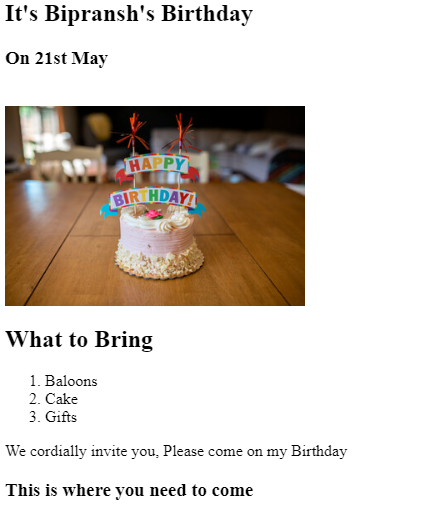 It's Bipransh's Birthday
On 21st May
HAPPY
BIRTHDAY!
What to Bring
1. Baloons
2. Cake
3. Gifts
We cordially invite you, Please come on my Birthday
This is where you need to come